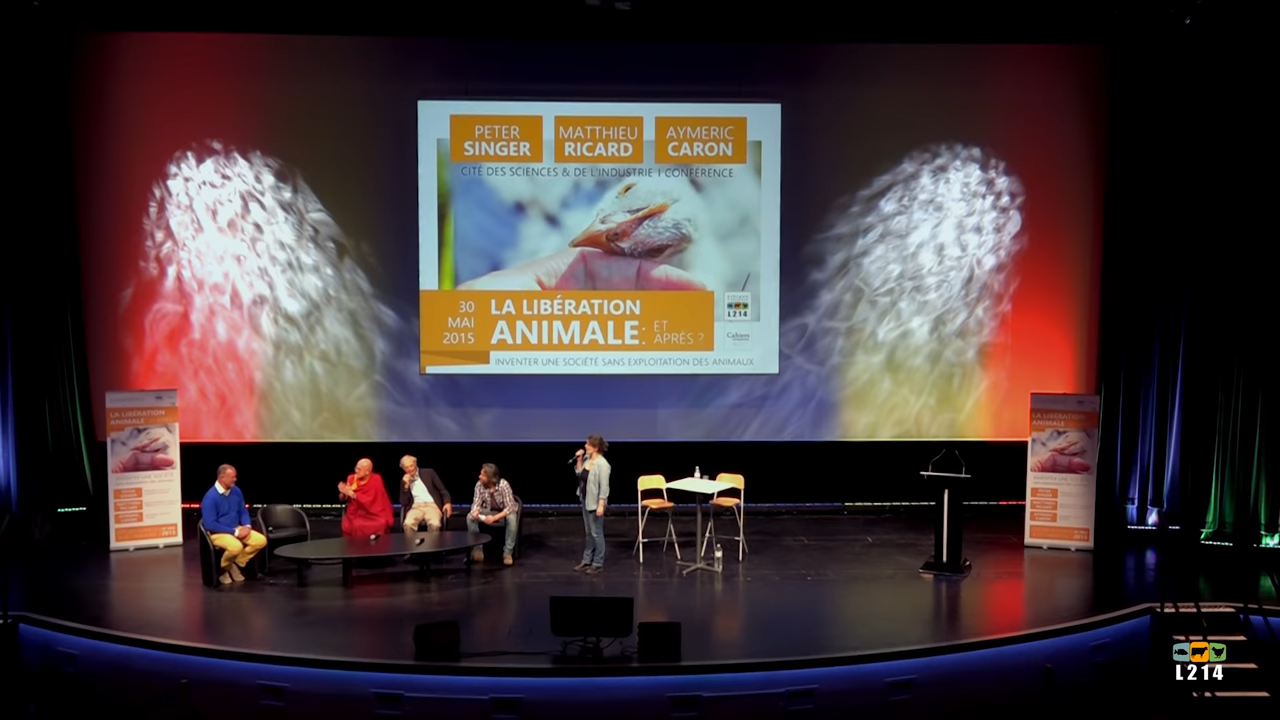 PETER
SINGER
MATTHIEU
RICARD
AYMERIC
CARON
CITÉ DES SCIENCES & DE L'INDUSTRIE I CONFÉRENCE
30
MAI
2015
LA LIBÉRATION
ANIMALE: ET
APRÈS ?
L214
Cahiers
INVENTER UNE SOCIÉTÉ SANS EXPLOITATION DES ANIMAUX
LA LIBÉRATION
ANIMALE
LA LIBÉRATION
ANIMALE
L214